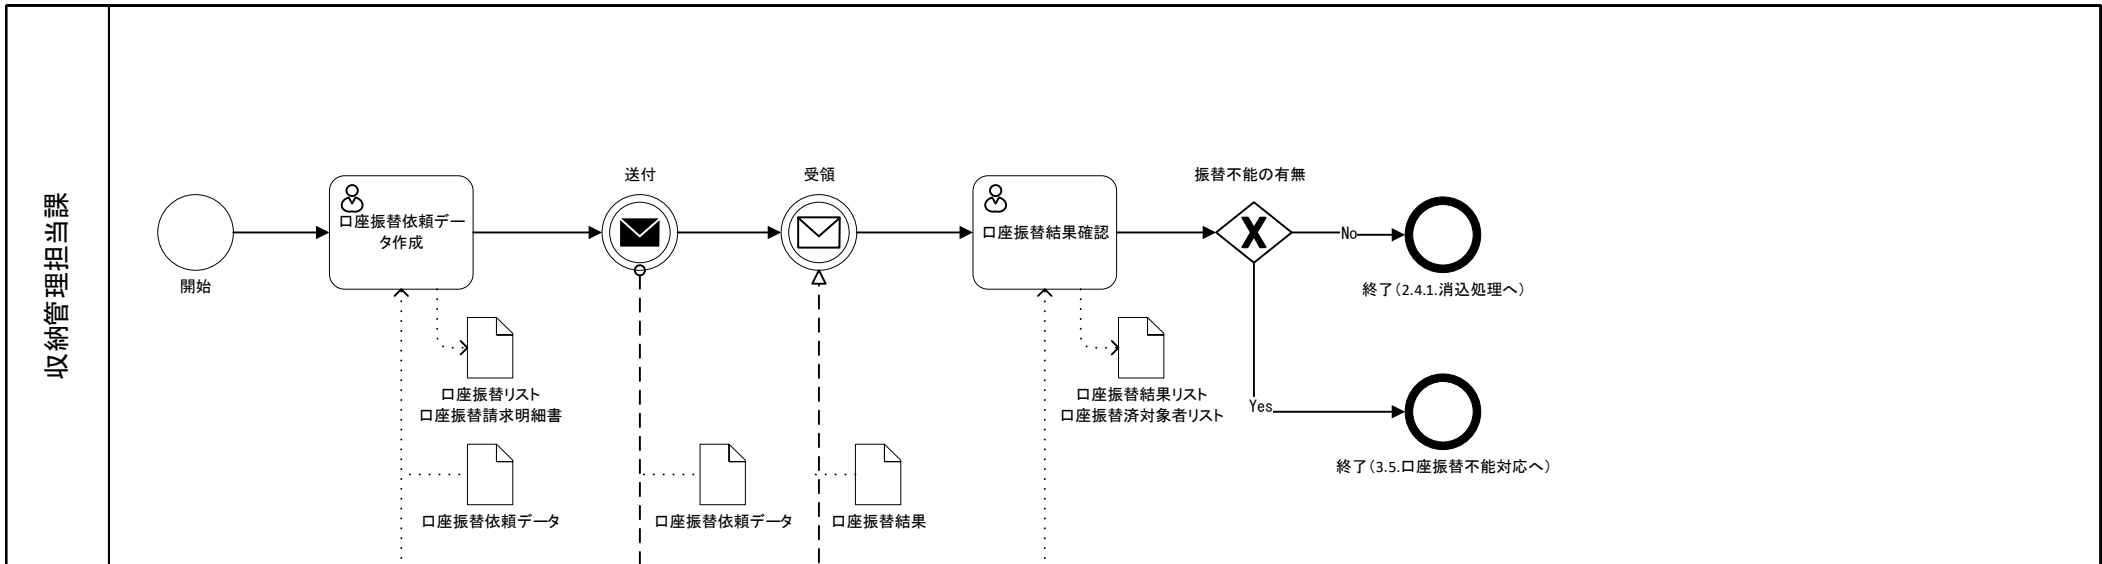 収納管理担当課
開始
口座振替依頼デー
タ作成
送付
受領
口座振替結果確認
振替不能の有無
No
終了(2.4.1.消込処理へ)
Yes
終了(3.5.口座振替不能対応へ)
口座振替リスト
口座振替請求明細書
口座振替結果リスト
口座振替済対象者リスト
口座振替依頼データ
口座振替依頼データ
口座振替結果